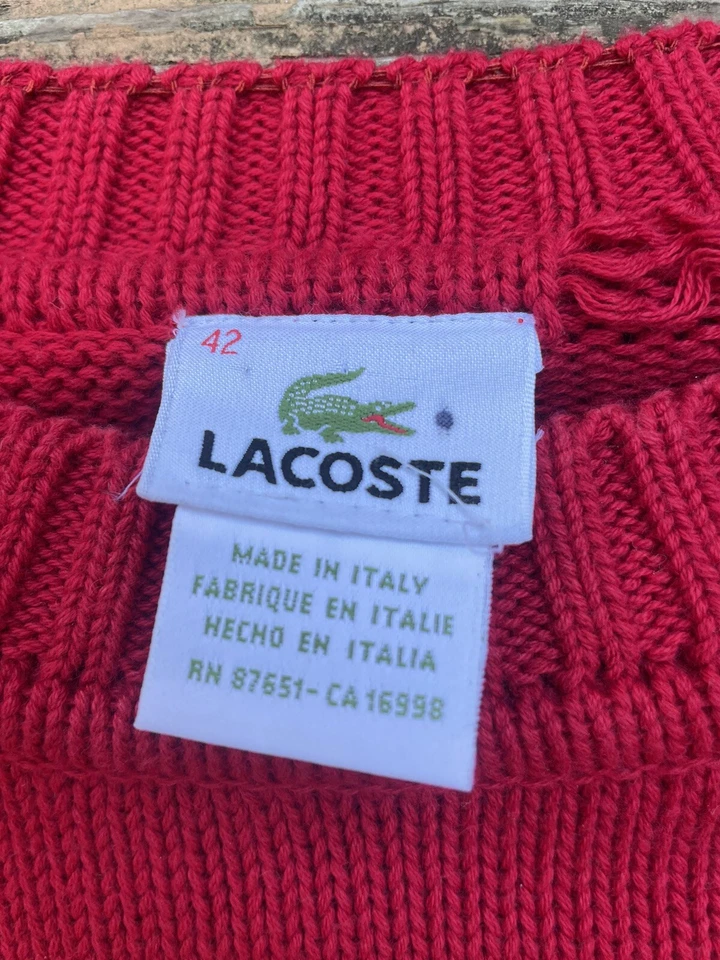 42
LACOSTE
MADE IN ITALY
FABRIQUE EN ITALIE
HECHO EN ITALIA
RN 87651-CA 16998